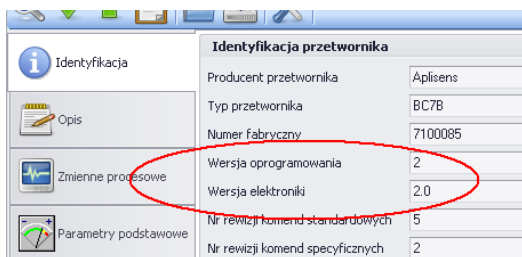 Identyfikacja przetwornika
Identyfikacja
Producent przetwornika Aplisens
Typ przetwornika BC7B
Opis
Numer fabryczny 7100085
Wersja oprogramowania 2
Zmienne procesowe
Wersja elektroniki 2.0
Nr rewizji komend standardowych 5
Parametry podstawowe
Nr rewizji komend specyficznych 2